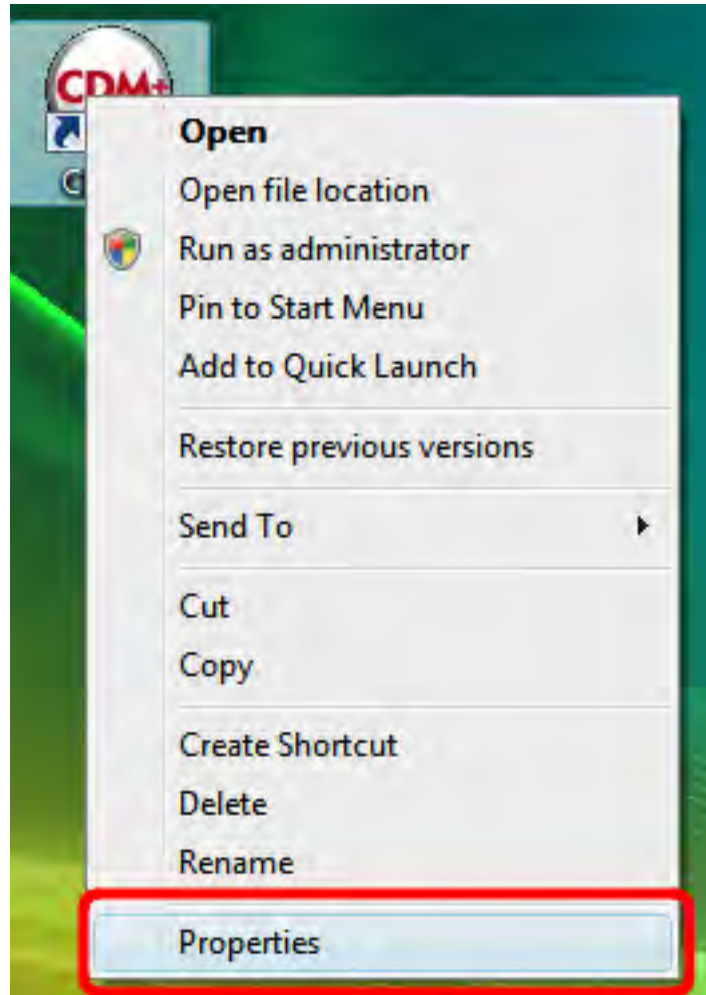 CDM+
Open
Open file location
Run as administrator
Pin to Start Menu
Add to Quick Launch
Restore previous versions
Send To
Cut
Copy
Create Shortcut
Delete
Rename
Properties